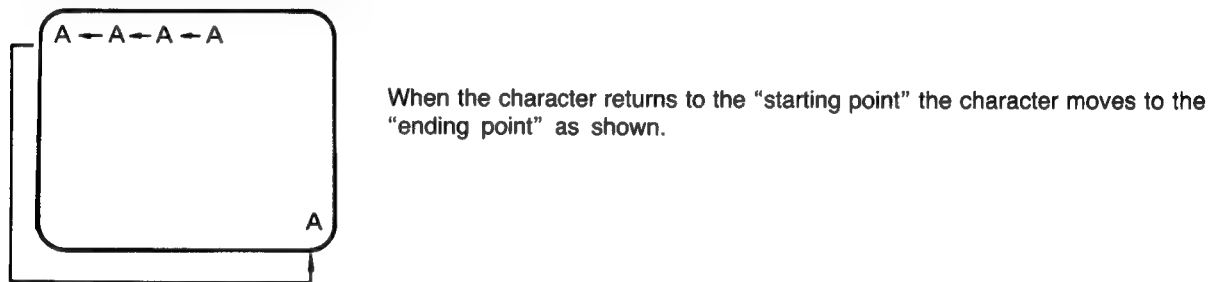 A ← A ← A ← A
When the character returns to the “starting point” the character moves to the
“ending point” as shown.
A